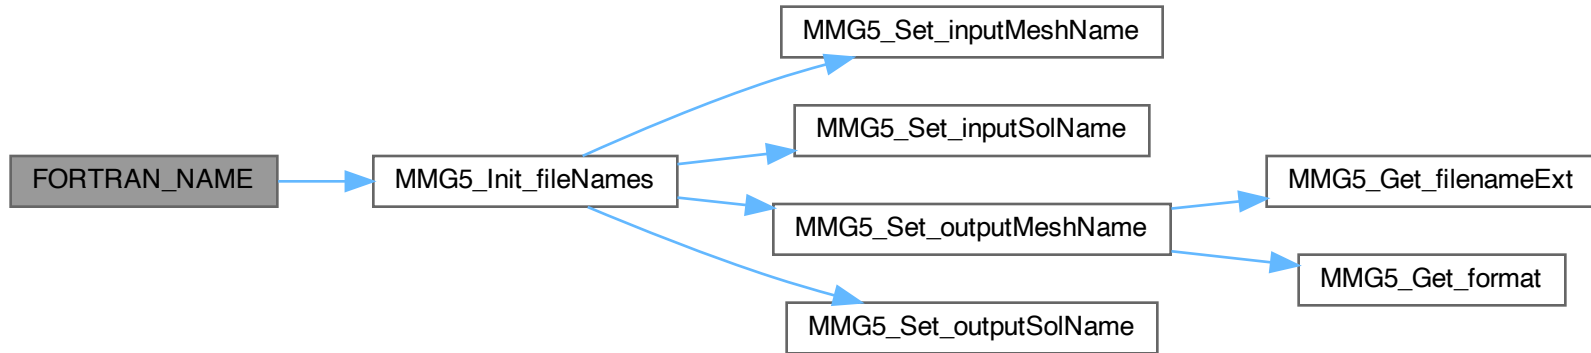 FORTRAN_NAME
MMG5_Init_fileNames
MMG5_Set_inputMeshName
MMG5_Set_inputSolName
MMG5_Set_outputMeshName
MMG5_Set_outputSolName
MMG5_Get_filenameExt
MMG5_Get_format